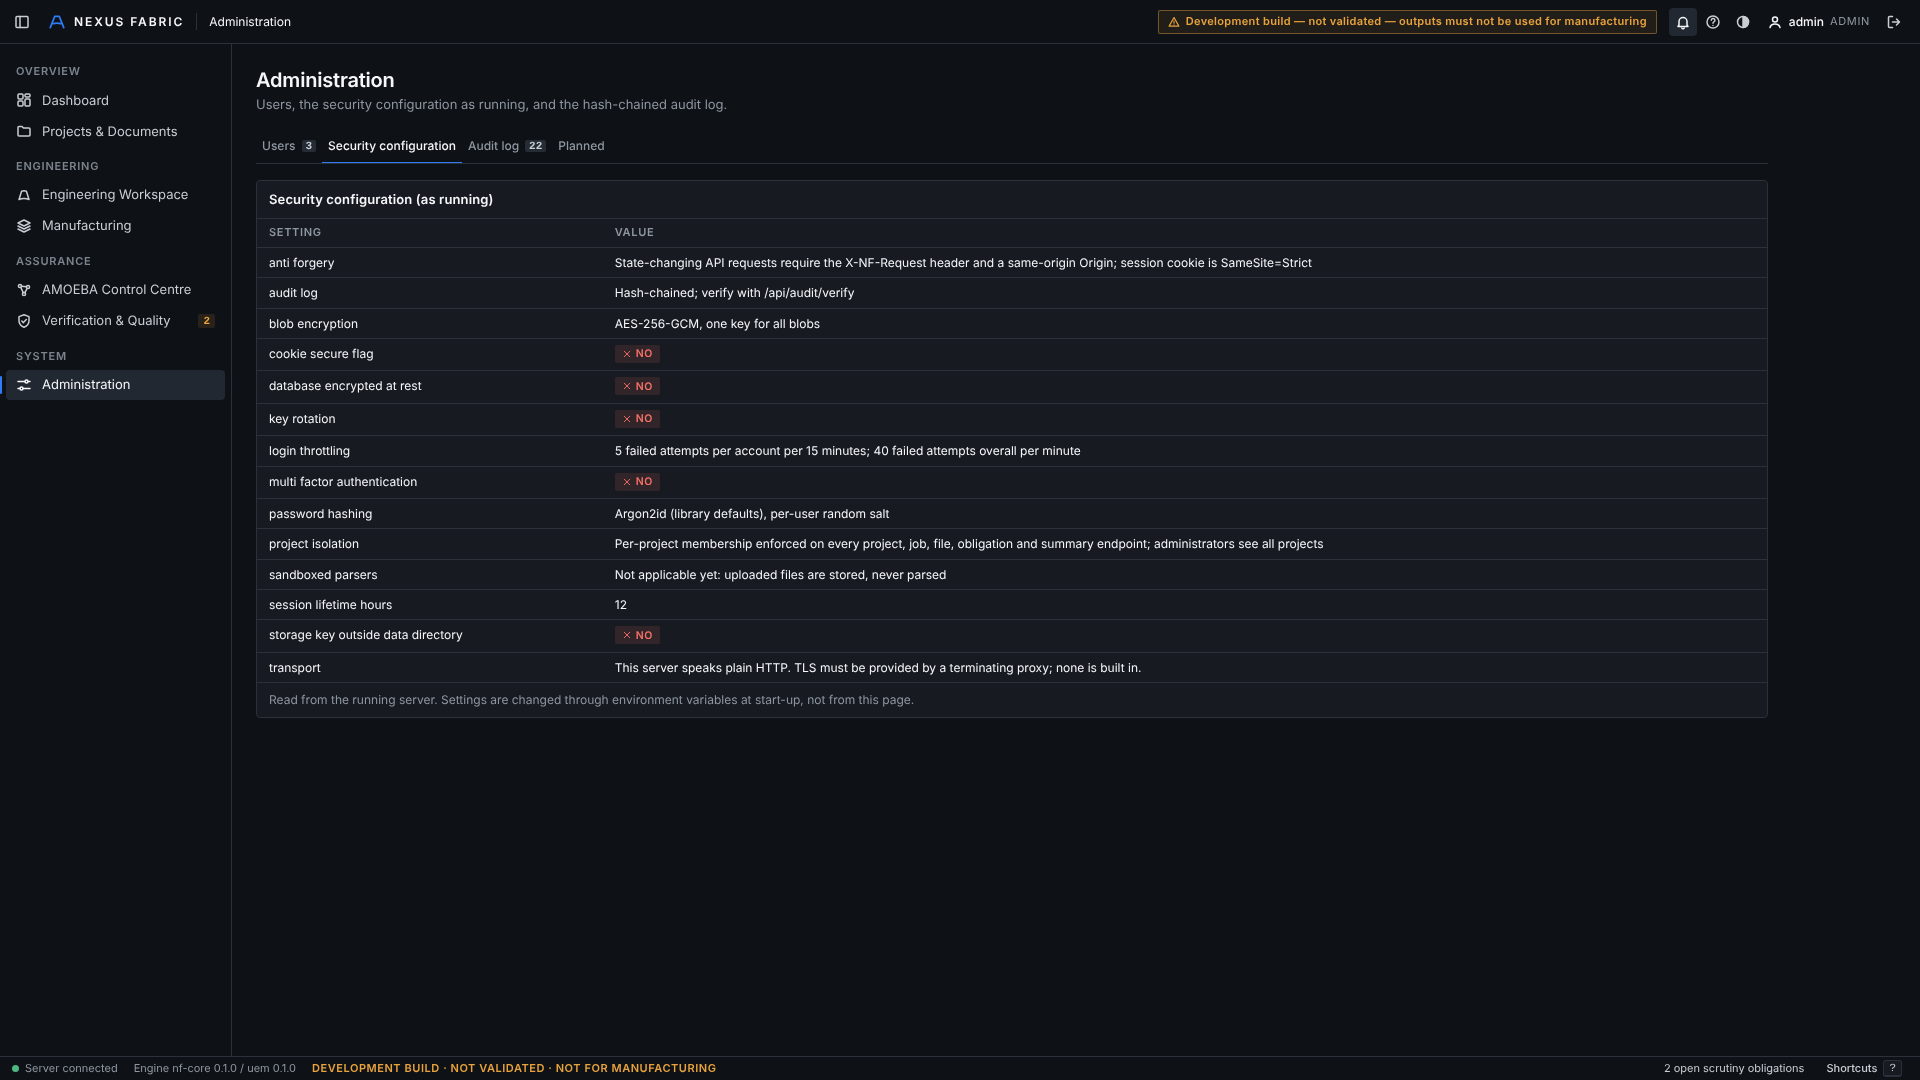 NEXUS FABRIC Administration
Development build — not validated — outputs must not be used for manufacturing
admin ADMIN
OVERVIEW
Dashboard
Projects & Documents
ENGINEERING
Engineering Workspace
Manufacturing
ASSURANCE
AMOEBA Control Centre
Verification & Quality 2
SYSTEM
Administration
Administration
Users, the security configuration as running, and the hash-chained audit log.
Users 3 Security configuration Audit log 22 Planned
Security configuration (as running)
SETTING VALUE
anti forgery State-changing API requests require the X-NF-Request header and a same-origin Origin; session cookie is SameSite=Strict
audit log Hash-chained; verify with /api/audit/verify
blob encryption AES-256-GCM, one key for all blobs
cookie secure flag NO
database encrypted at rest NO
key rotation NO
login throttling 5 failed attempts per account per 15 minutes; 40 failed attempts overall per minute
multi factor authentication NO
password hashing Argon2id (library defaults), per-user random salt
project isolation Per-project membership enforced on every project, job, file, obligation and summary endpoint; administrators see all projects
sandboxed parsers Not applicable yet: uploaded files are stored, never parsed
session lifetime hours 12
storage key outside data directory NO
transport This server speaks plain HTTP. TLS must be provided by a terminating proxy; none is built in.
Read from the running server. Settings are changed through environment variables at start-up, not from this page.
Server connected Engine nf-core 0.1.0 / uem 0.1.0 DEVELOPMENT BUILD · NOT VALIDATED · NOT FOR MANUFACTURING
2 open scrutiny obligations Shortcuts ?